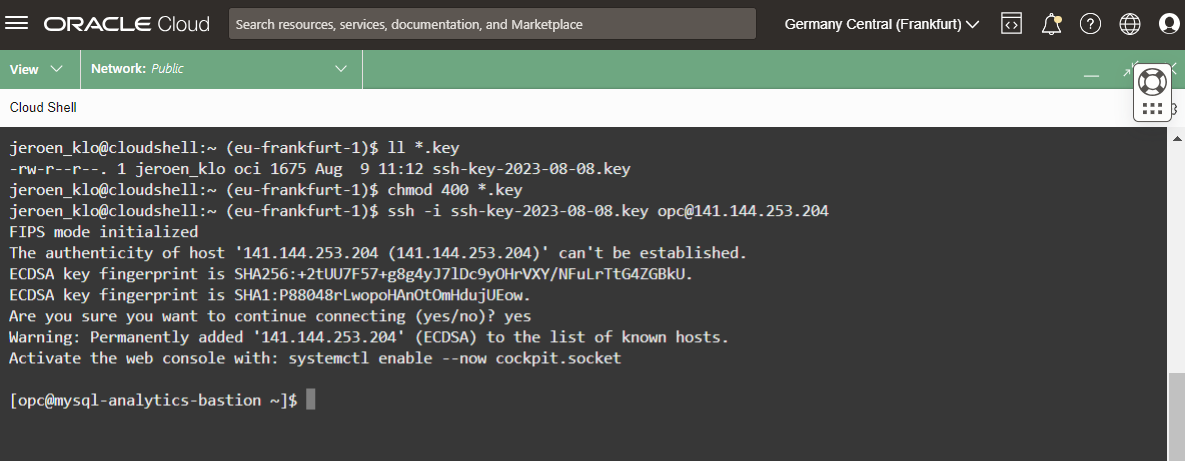 ORACLE Cloud
Search resources, services, documentation, and Marketplace
Germany Central (Frankfurt)
View
Network: Public
Cloud Shell
jeroen_klo@cloudshell:~ (eu-frankfurt-1)$ ll *.key
-rw-r--r--. 1 jeroen_klo oci 1675 Aug  9 11:12 ssh-key-2023-08-08.key
jeroen_klo@cloudshell:~ (eu-frankfurt-1)$ chmod 400 *.key
jeroen_klo@cloudshell:~ (eu-frankfurt-1)$ ssh -i ssh-key-2023-08-08.key opc@141.144.253.204
FIPS mode initialized
The authenticity of host '141.144.253.204 (141.144.253.204)' can't be established.
ECDSA key fingerprint is SHA256:+2tUU7F57+g8g4yJ7lDc9yOHrVXY/NFuLrTtG4ZGBkU.
ECDSA key fingerprint is SHA1:P88048rLwopoHAnOtOmHdujUEow.
Are you sure you want to continue connecting (yes/no)? yes
Warning: Permanently added '141.144.253.204' (ECDSA) to the list of known hosts.
Activate the web console with: systemctl enable --now cockpit.socket
[opc@mysql-analytics-bastion ~]$